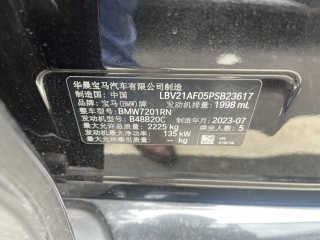 华晨宝马汽车有限公司制造
制造国：中国 LBV21AF05PSB23617
品牌：宝马(BMW)牌 发动机排量：1998 mL
整车型号：BMW7201RN
发动机型号：B48B20C 制造年月：2023-07
最大允许总质量：2225 kg 乘坐人数：5
发动机最大净功率：135 kW
最大允许牵引质量：- kg